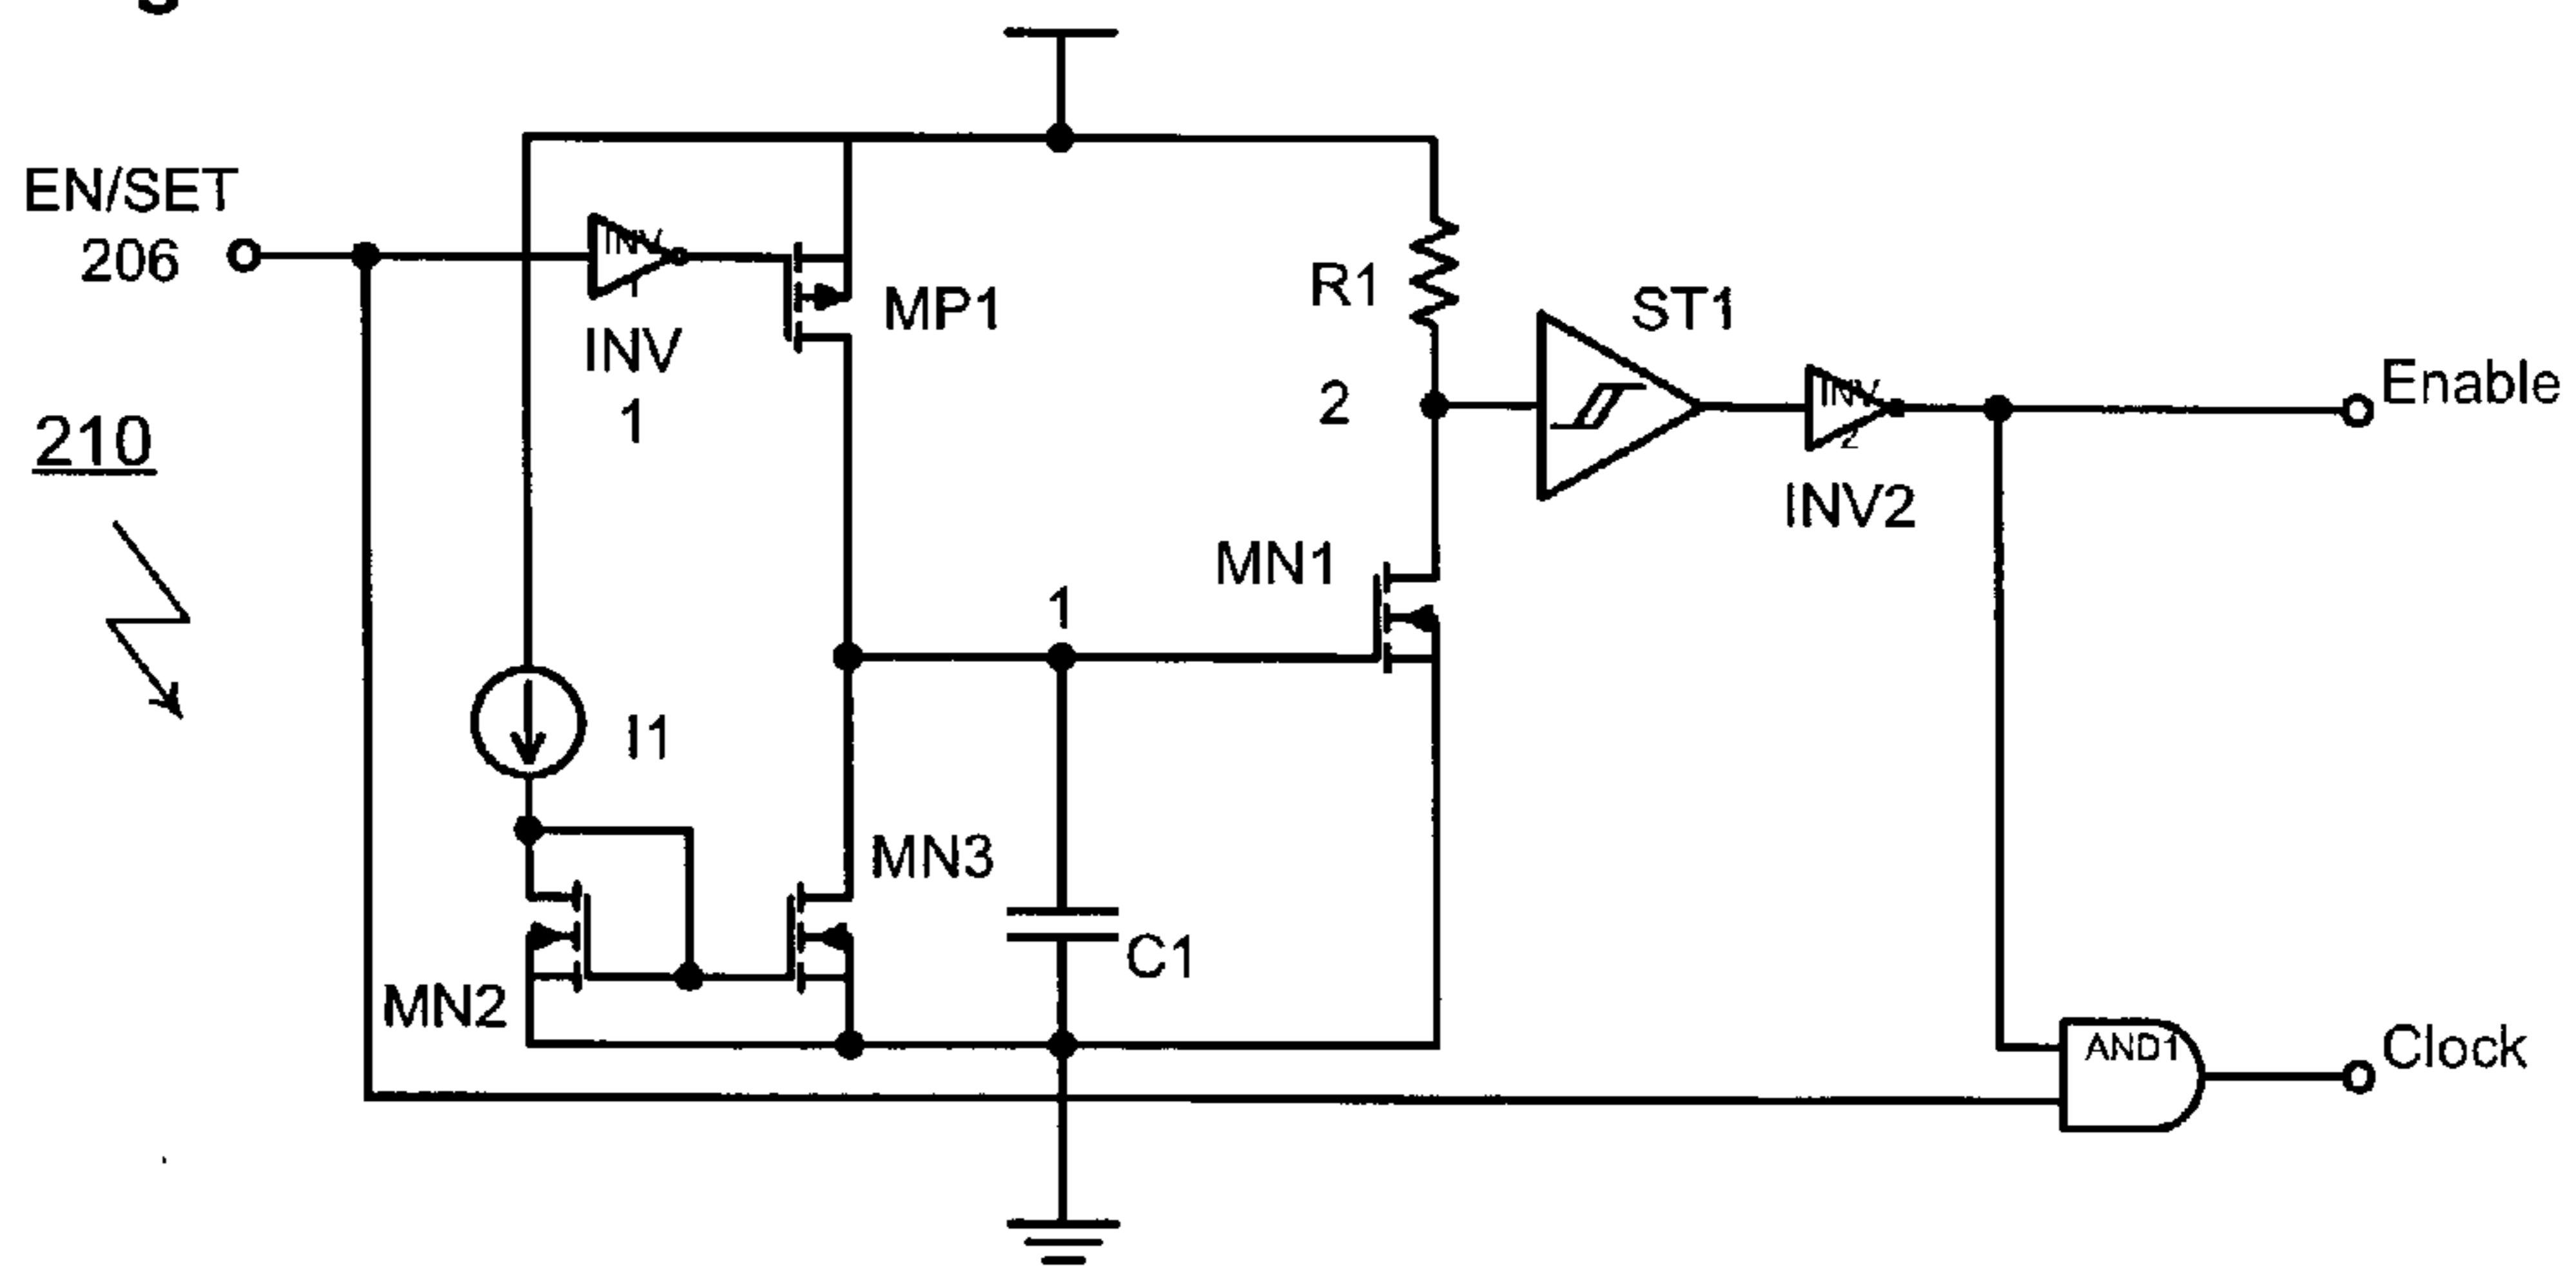 EN/SET
206
210
INV
1
INV
1
MP1
R1
2
ST1
INV
2
INV2
Enable
MN1
1
I1
MN3
MN2
C1
AND1
Clock